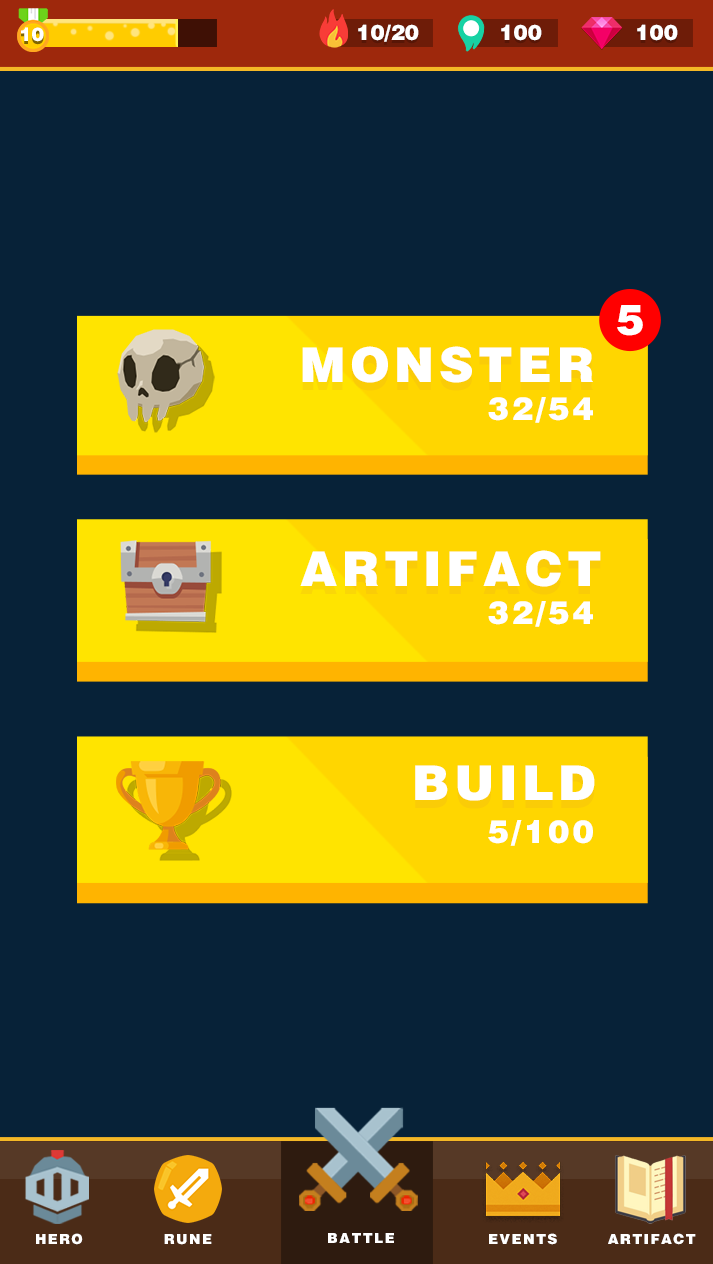 10
10/20
100
100
5
MONSTER
32/54
ARTIFACT
32/54
BUILD
5/100
HERO
RUNE
BATTLE
EVENTS
ARTIFACT